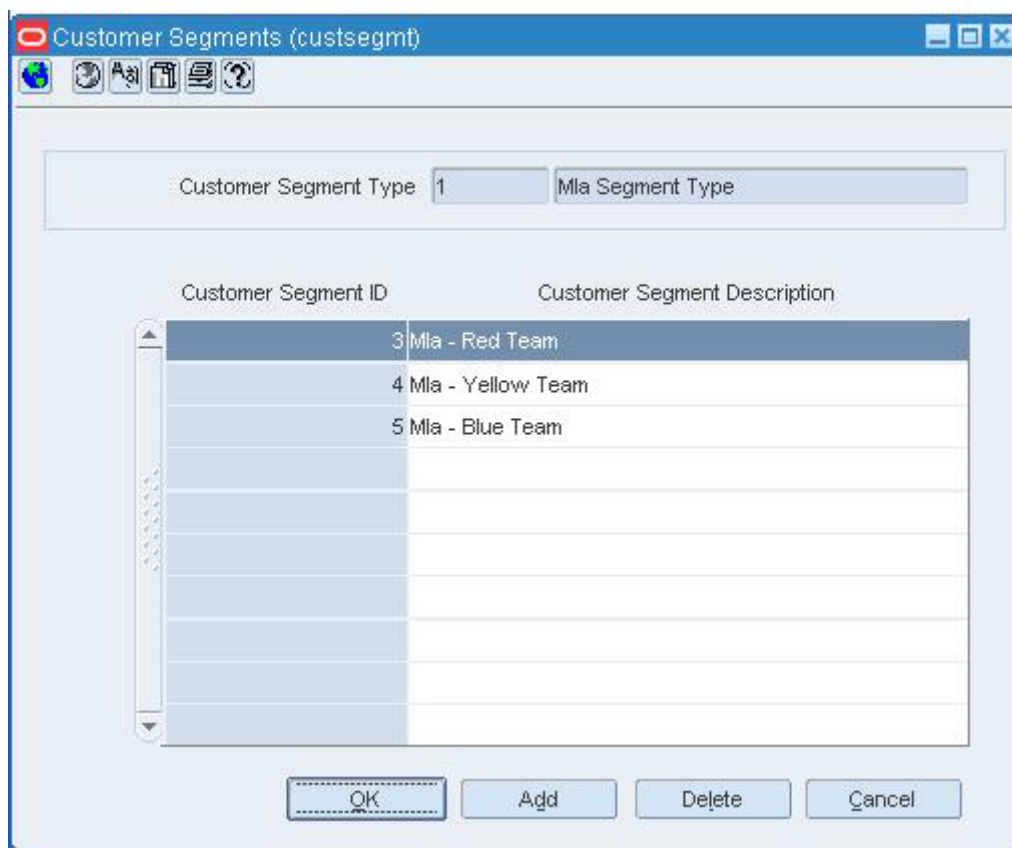 Customer Segments (custsegmt)
Customer Segment Type 1 Mla Segment Type
Customer Segment ID Customer Segment Description
3 Mla - Red Team
4 Mla - Yellow Team
5 Mla - Blue Team
OK Add Delete Cancel